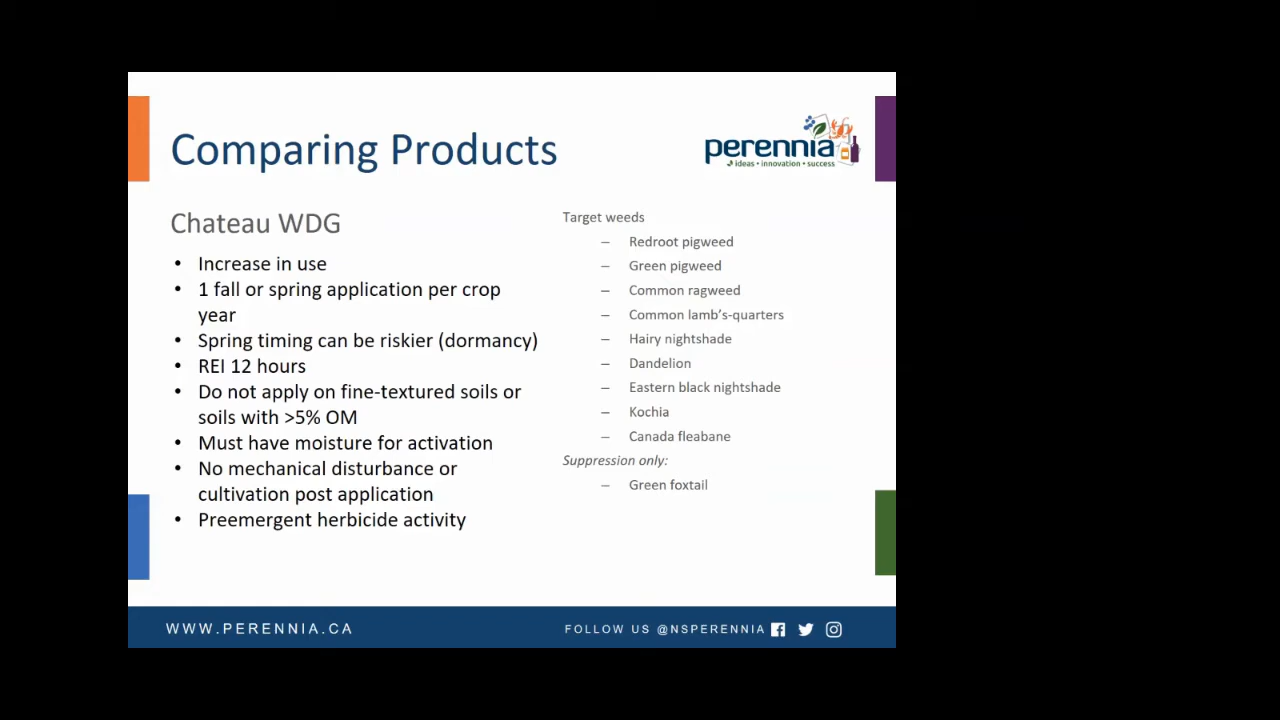 Comparing Products
perennia
ideas • innovation • success
Chateau WDG
• Increase in use
• 1 fall or spring application per crop
year
• Spring timing can be riskier (dormancy)
• REI 12 hours
• Do not apply on fine-textured soils or
soils with >5% OM
• Must have moisture for activation
• No mechanical disturbance or
cultivation post application
• Preemergent herbicide activity
Target weeds
– Redroot pigweed
– Green pigweed
– Common ragweed
– Common lamb's-quarters
– Hairy nightshade
– Dandelion
– Eastern black nightshade
– Kochia
– Canada fleabane
Suppression only:
– Green foxtail
WWW.PERENNIA.CA
FOLLOW US @NSPERENNIA